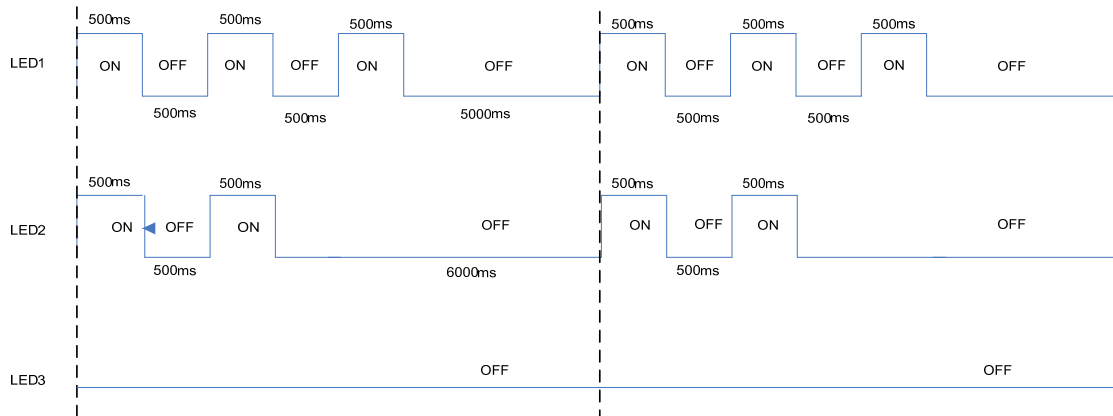 500ms 500ms 500ms 500ms 500ms 500ms
LED1 ON OFF ON OFF ON OFF ON OFF ON OFF ON OFF
500ms 500ms 5000ms 500ms 500ms
500ms 500ms 500ms 500ms
LED2 ON OFF ON OFF ON OFF ON OFF
500ms 6000ms 500ms
LED3 OFF OFF